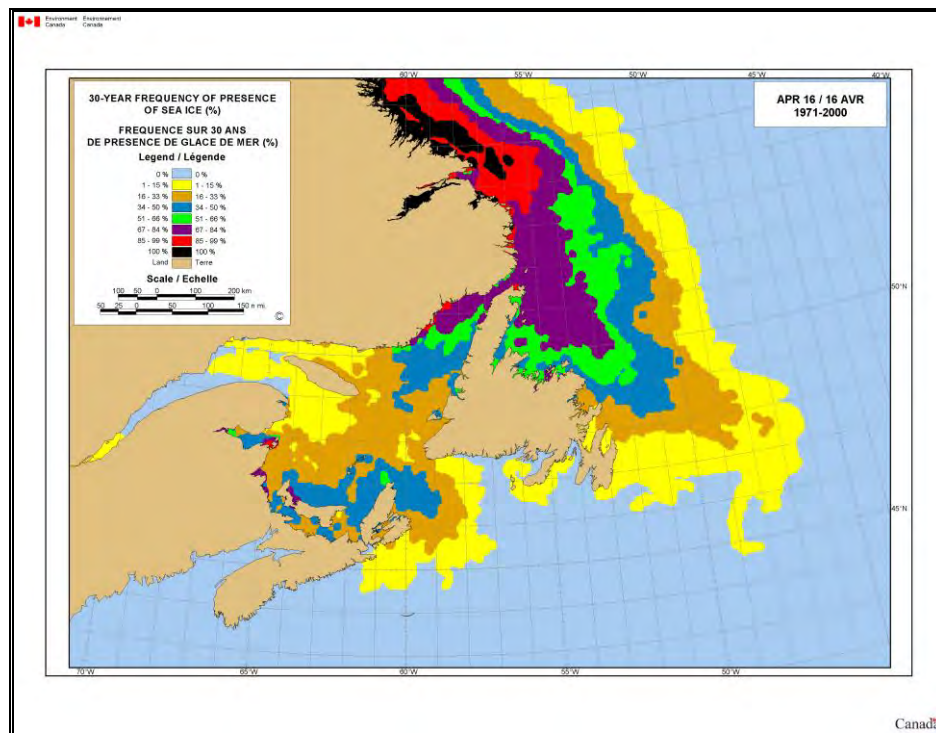 Environment Environnement
Canada Canada
60°W 55°W 50°W 45°W 40°W
30-YEAR FREQUENCY OF PRESENCE
OF SEA ICE (%)
FREQUENCE SUR 30 ANS
DE PRESENCE DE GLACE DE MER (%)
Legend / Légende
0 % 0 %
1 - 15 % 1 - 15 %
16 - 33 % 16 - 33 %
34 - 50 % 34 - 50 %
51 - 66 % 51 - 66 %
67 - 84 % 67 - 84 %
85 - 99 % 85 - 99 %
100 % 100 %
Land Terre
Scale / Echelle
100 50 0 100 200 km
50 25 0 50 100 150 n mi.
©
APR 16 / 16 AVR
1971-2000
50°N
45°N
70°W 65°W 60°W 55°W 50°W
Canada